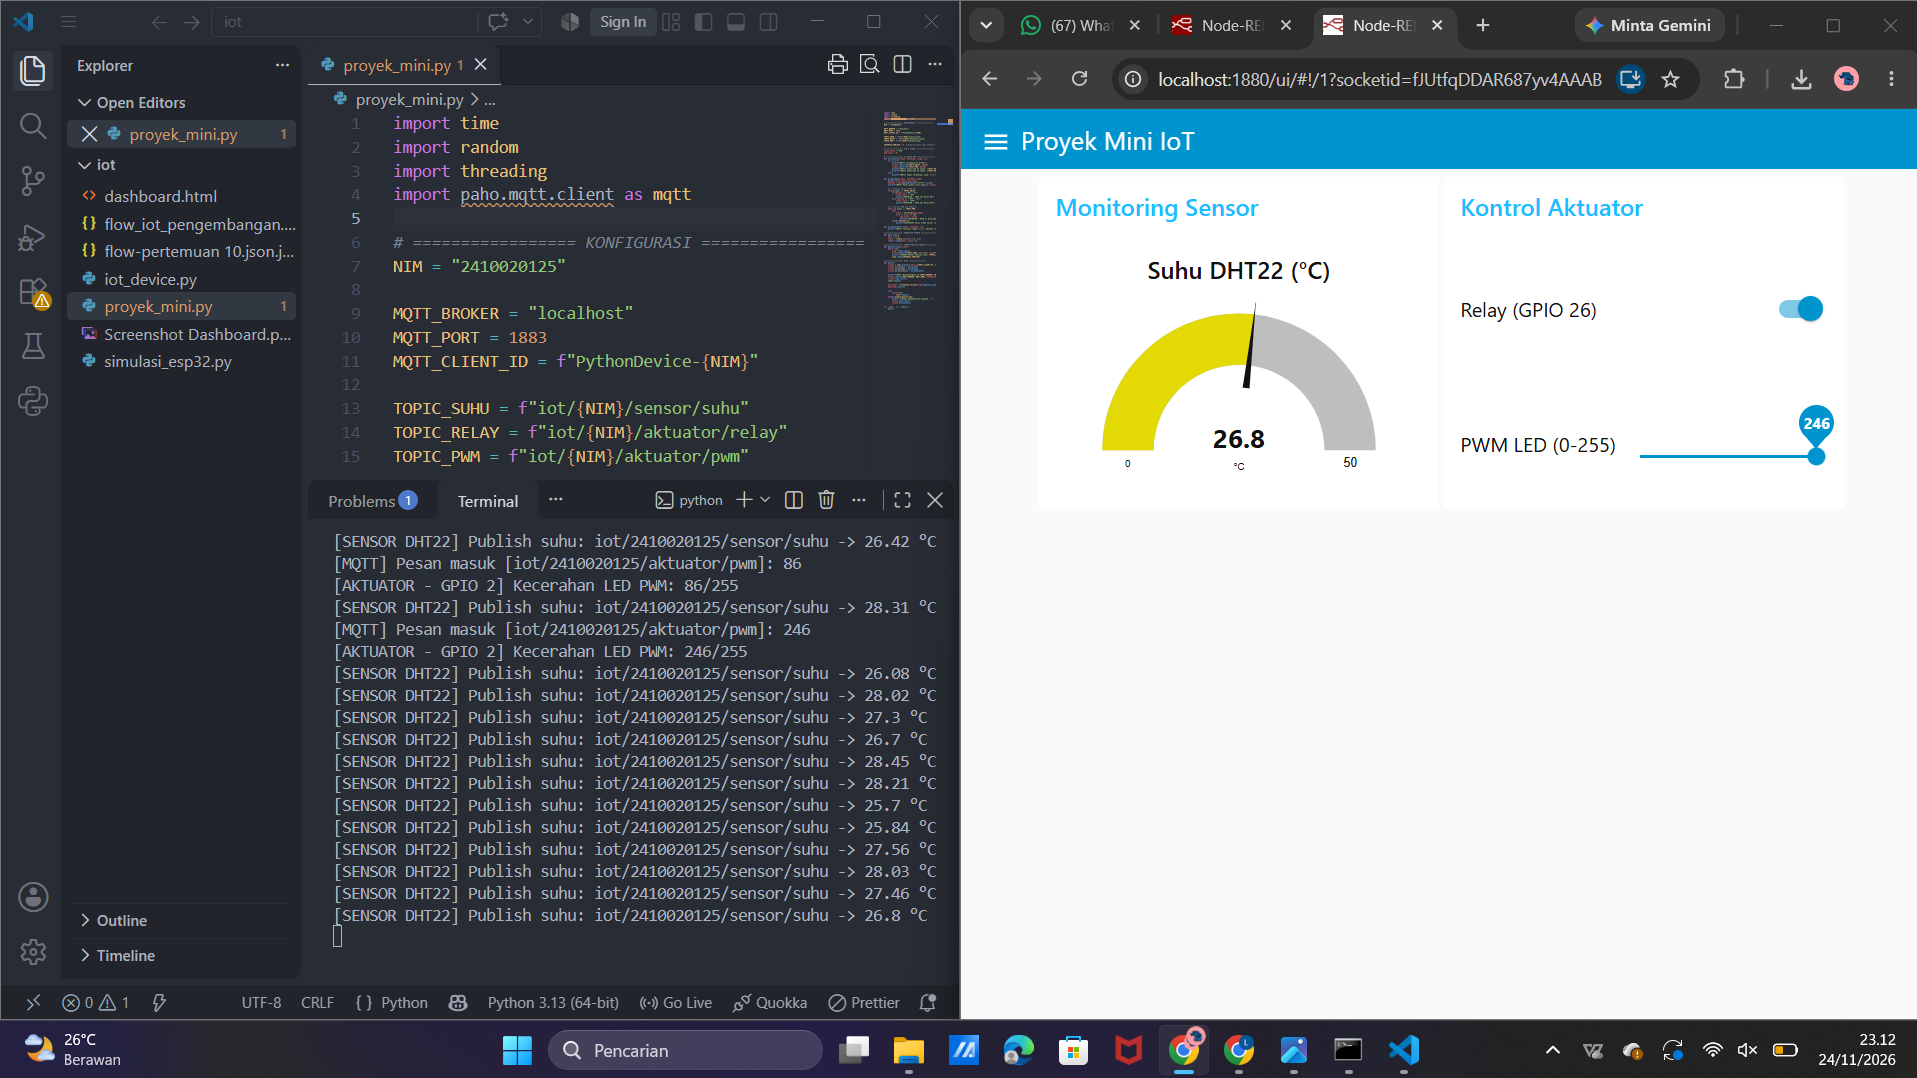 iot
Sign In
Explorer
Open Editors
proyek_mini.py 1
iot
dashboard.html
flow_iot_pengembangan....
flow-pertemuan 10.json.j...
iot_device.py
proyek_mini.py 1
Screenshot Dashboard.p...
simulasi_esp32.py
Outline
Timeline
proyek_mini.py 1
proyek_mini.py > ...
1 import time
2 import random
3 import threading
4 import paho.mqtt.client as mqtt
5
6 # ================= KONFIGURASI =================
7 NIM = "2410020125"
8
9 MQTT_BROKER = "localhost"
10 MQTT_PORT = 1883
11 MQTT_CLIENT_ID = f"PythonDevice-{NIM}"
12
13 TOPIC_SUHU = f"iot/{NIM}/sensor/suhu"
14 TOPIC_RELAY = f"iot/{NIM}/aktuator/relay"
15 TOPIC_PWM = f"iot/{NIM}/aktuator/pwm"
Problems 1 Terminal ... python
[SENSOR DHT22] Publish suhu: iot/2410020125/sensor/suhu -> 26.42 °C
[MQTT] Pesan masuk [iot/2410020125/aktuator/pwm]: 86
[AKTUATOR - GPIO 2] Kecerahan LED PWM: 86/255
[SENSOR DHT22] Publish suhu: iot/2410020125/sensor/suhu -> 28.31 °C
[MQTT] Pesan masuk [iot/2410020125/aktuator/pwm]: 246
[AKTUATOR - GPIO 2] Kecerahan LED PWM: 246/255
[SENSOR DHT22] Publish suhu: iot/2410020125/sensor/suhu -> 26.08 °C
[SENSOR DHT22] Publish suhu: iot/2410020125/sensor/suhu -> 28.02 °C
[SENSOR DHT22] Publish suhu: iot/2410020125/sensor/suhu -> 27.3 °C
[SENSOR DHT22] Publish suhu: iot/2410020125/sensor/suhu -> 26.7 °C
[SENSOR DHT22] Publish suhu: iot/2410020125/sensor/suhu -> 28.45 °C
[SENSOR DHT22] Publish suhu: iot/2410020125/sensor/suhu -> 28.21 °C
[SENSOR DHT22] Publish suhu: iot/2410020125/sensor/suhu -> 25.7 °C
[SENSOR DHT22] Publish suhu: iot/2410020125/sensor/suhu -> 25.84 °C
[SENSOR DHT22] Publish suhu: iot/2410020125/sensor/suhu -> 27.56 °C
[SENSOR DHT22] Publish suhu: iot/2410020125/sensor/suhu -> 28.03 °C
[SENSOR DHT22] Publish suhu: iot/2410020125/sensor/suhu -> 27.46 °C
[SENSOR DHT22] Publish suhu: iot/2410020125/sensor/suhu -> 26.8 °C
0 1 UTF-8 CRLF { } Python Python 3.13 (64-bit) Go Live Quokka Prettier
(67) Wha Node-RE Node-RE Minta Gemini
localhost:1880/ui/#!/1?socketid=fJUtfqDDAR687yv4AAAB
Proyek Mini IoT
Monitoring Sensor
Suhu DHT22 (°C)
26.8
°C
0
50
Kontrol Aktuator
Relay (GPIO 26)
246
PWM LED (0-255)
26°C
Berawan
Pencarian
23.12
24/11/2026